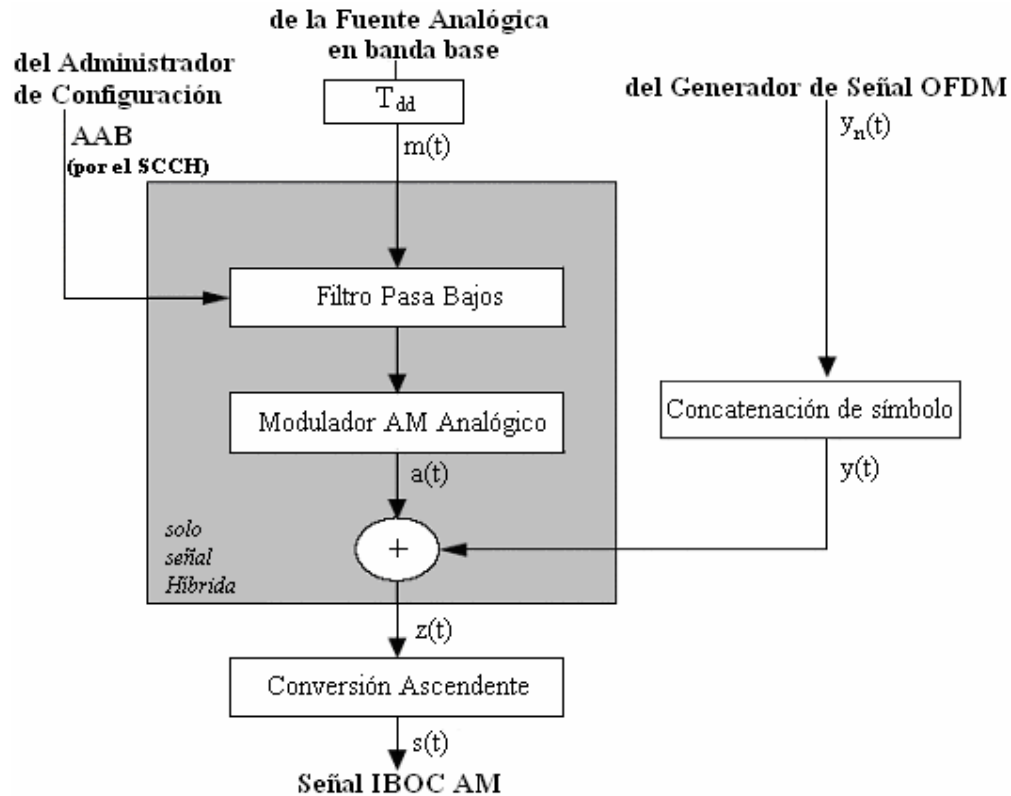 de la Fuente Analógica
en banda base
del Administrador
de Configuración
AAB
(por el SCCH)
T_dd
m(t)
del Generador de Señal OFDM
y_n(t)
Filtro Pasa Bajos
Modulador AM Analógico
Concatenación de símbolo
a(t)
y(t)
+
solo
señal
Híbrida
z(t)
Conversión Ascendente
s(t)
Señal IBOC AM